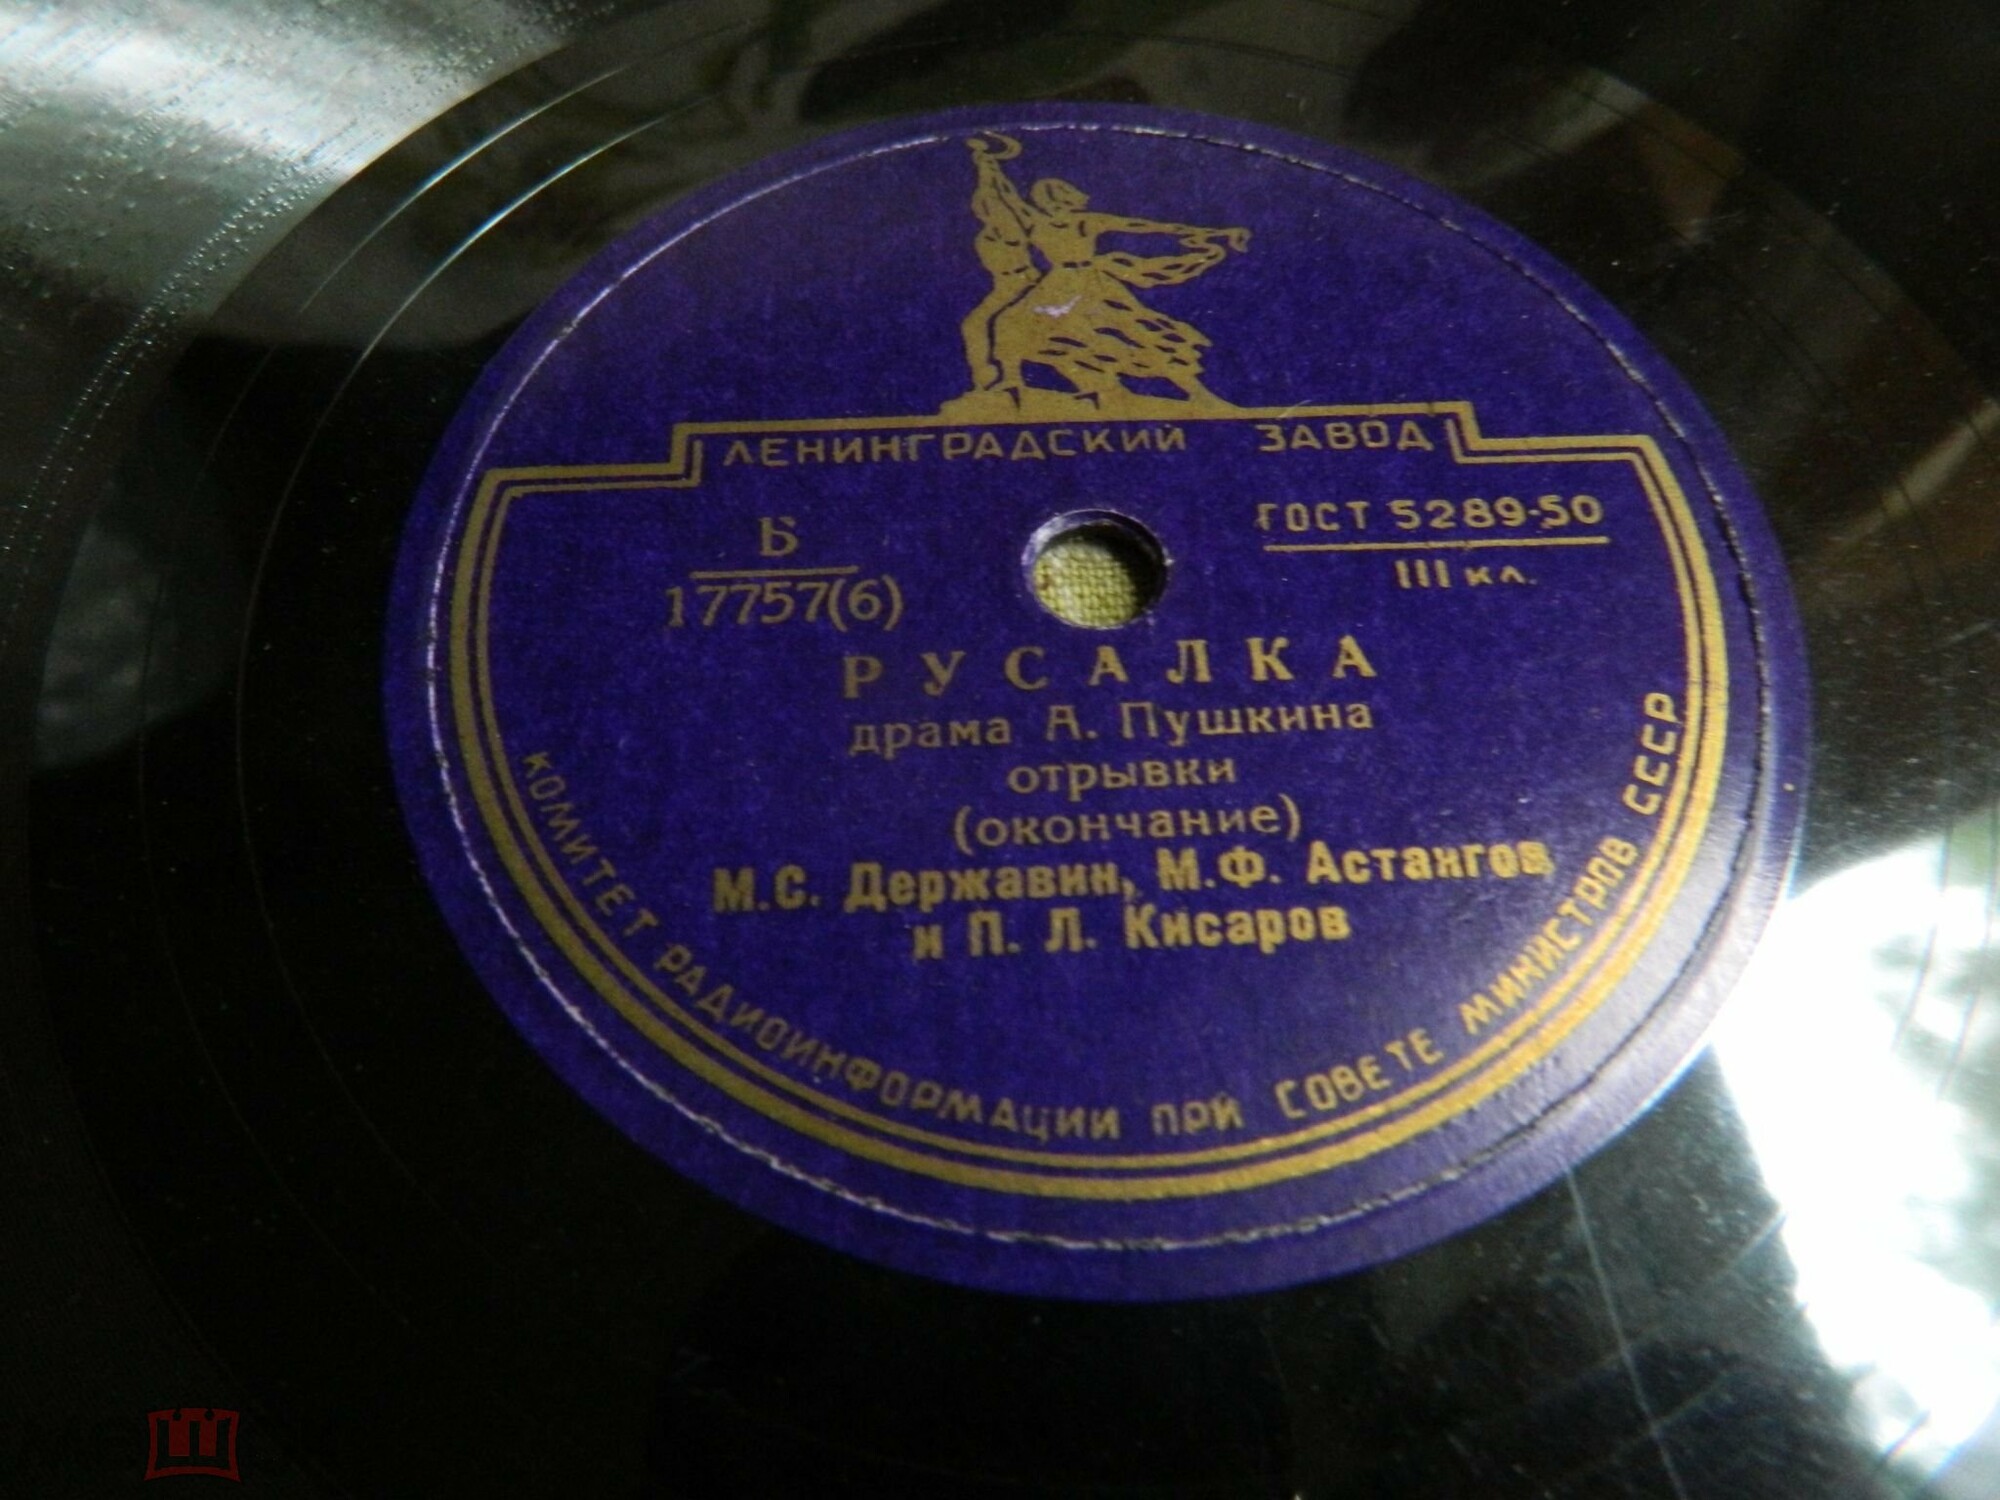 ЛЕНИНГРАДСКИЙ ЗАВОД
Б
17757(6)
ГОСТ 5289-50
III кл.
РУСАЛКА
драма А. Пушкина
отрывки
(окончание)
М.С. Державин, М.Ф. Астангов
и П. Л. Кисаров
КОМИТЕТ РАДИОИНФОРМАЦИИ ПРИ СОВЕТЕ МИНИСТРОВ СССР